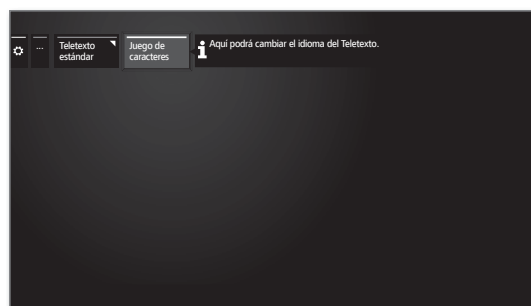 ...
Teletexto
estándar
Juego de
caracteres
Aquí podrá cambiar el idioma del Teletexto.